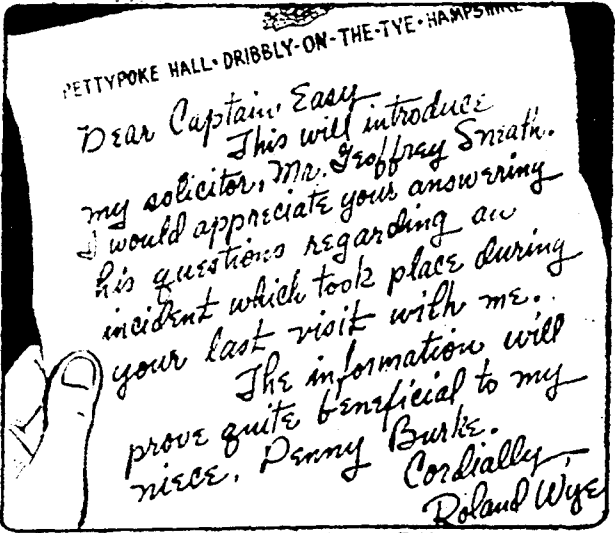 PETTYPOKE HALL • DRIBBLY-ON-THE-TYE • HAMPSHIRE
Dear Captain Easy
This will introduce
my solicitor, Mr. Geoffrey Sneath.
I would appreciate your answering
his questions regarding an
incident which took place during
your last visit with me.
The information will
prove quite beneficial to my
niece, Penny Burke.
Cordially,
Roland Wye